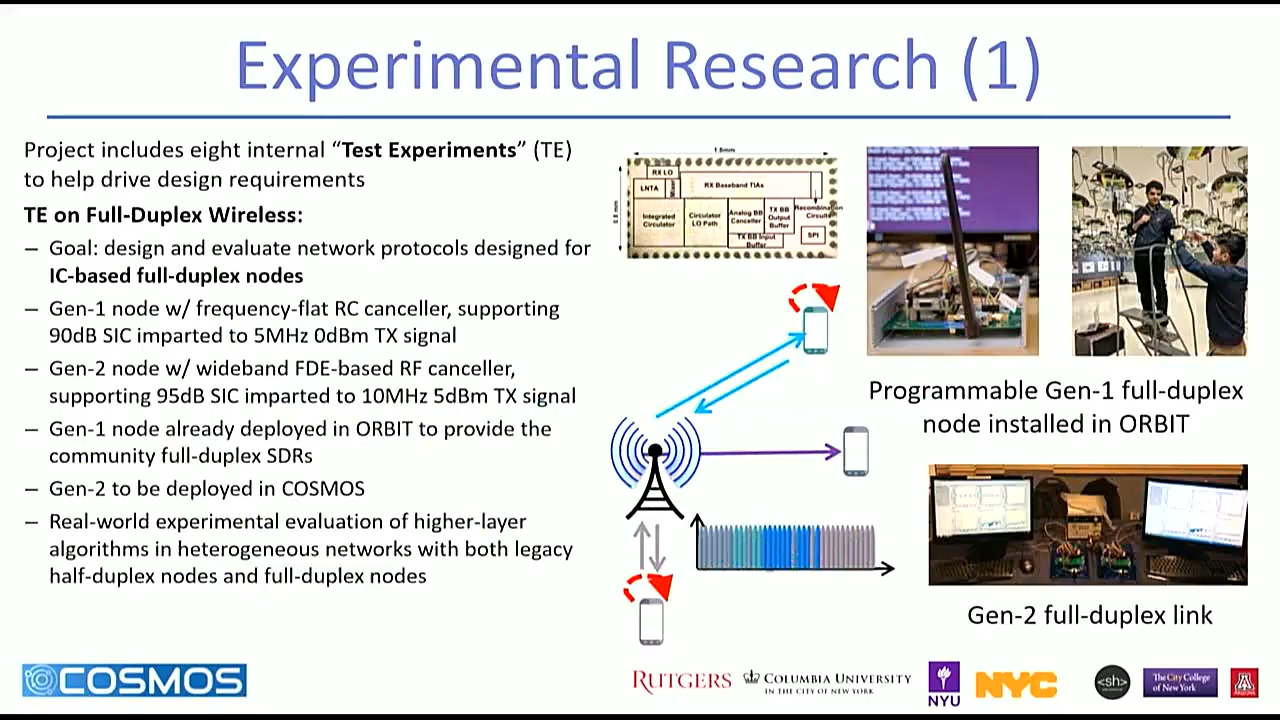 Experimental Research (1)
Project includes eight internal “Test Experiments” (TE)
to help drive design requirements
TE on Full-Duplex Wireless:
– Goal: design and evaluate network protocols designed for
IC-based full-duplex nodes
– Gen-1 node w/ frequency-flat RC canceller, supporting
90dB SIC imparted to 5MHz 0dBm TX signal
– Gen-2 node w/ wideband FDE-based RF canceller,
supporting 95dB SIC imparted to 10MHz 5dBm TX signal
– Gen-1 node already deployed in ORBIT to provide the
community full-duplex SDRs
– Gen-2 to be deployed in COSMOS
– Real-world experimental evaluation of higher-layer
algorithms in heterogeneous networks with both legacy
half-duplex nodes and full-duplex nodes
RX LO
LNTA
RX Baseband TIAs
Integrated
Circulator
Circulator
LO Path
Analog BB
Canceller
TX BB
Output
Buffer
Recombination
Circuits
TX BB Input
Buffer
SPI
Programmable Gen-1 full-duplex
node installed in ORBIT
Gen-2 full-duplex link
COSMOS
RUTGERS
COLUMBIA UNIVERSITY
IN THE CITY OF NEW YORK
NYU
NYC
<sh>
The City College
of New York